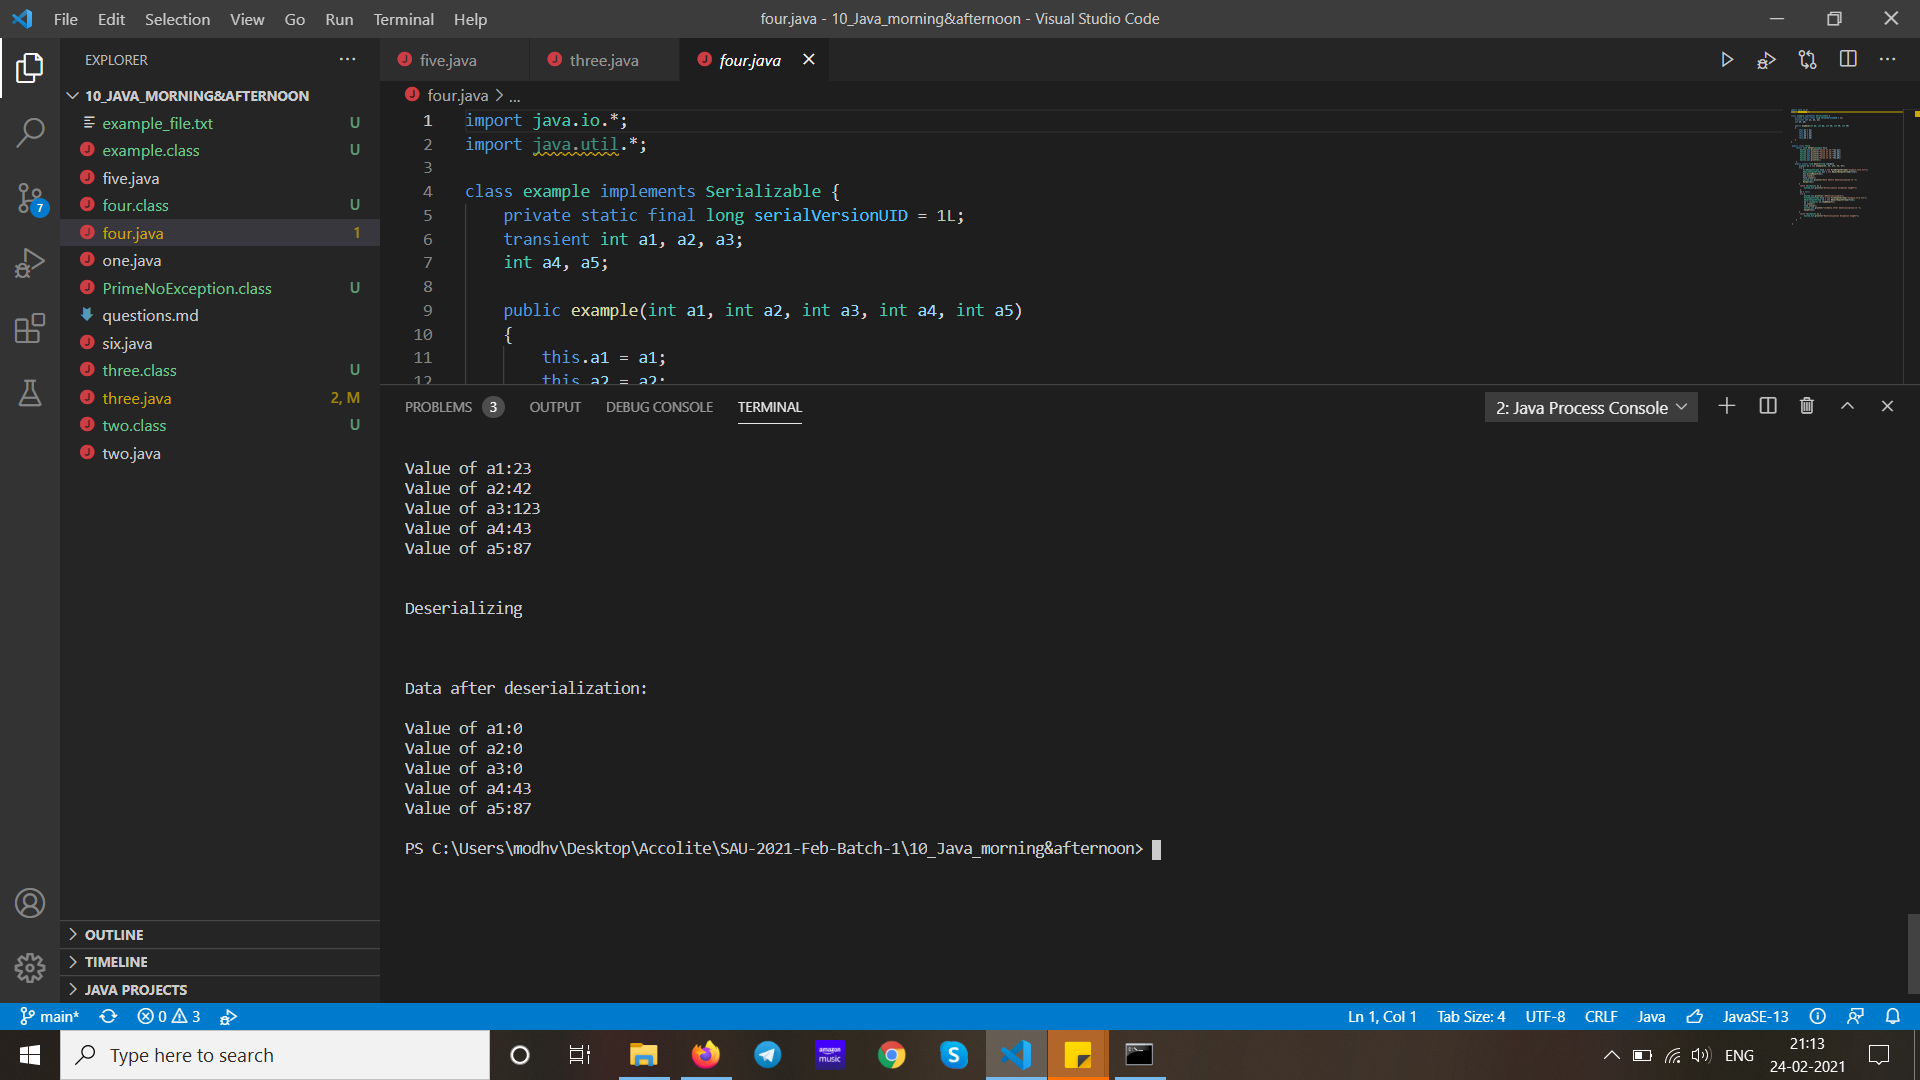 File Edit Selection View Go Run Terminal Help
four.java - 10_Java_morning&afternoon - Visual Studio Code
EXPLORER
10_JAVA_MORNING&AFTERNOON
example_file.txt U
example.class U
five.java
four.class U
four.java 1
one.java
PrimeNoException.class U
questions.md
six.java
three.class U
three.java 2, M
two.class U
two.java
OUTLINE
TIMELINE
JAVA PROJECTS
7
five.java three.java four.java
four.java > ...
1 import java.io.*;
2 import java.util.*;
3
4 class example implements Serializable {
5 private static final long serialVersionUID = 1L;
6 transient int a1, a2, a3;
7 int a4, a5;
8
9 public example(int a1, int a2, int a3, int a4, int a5)
10 {
11 this.a1 = a1;
12 this.a2 = a2;
PROBLEMS 3 OUTPUT DEBUG CONSOLE TERMINAL
2: Java Process Console
Value of a1:23
Value of a2:42
Value of a3:123
Value of a4:43
Value of a5:87
Deserializing
Data after deserialization:
Value of a1:0
Value of a2:0
Value of a3:0
Value of a4:43
Value of a5:87
PS C:\Users\modhv\Desktop\Accolite\SAU-2021-Feb-Batch-1\10_Java_morning&afternoon>
main* 0 3
Ln 1, Col 1 Tab Size: 4 UTF-8 CRLF Java JavaSE-13
Type here to search
amazon music
ENG
21:13
24-02-2021